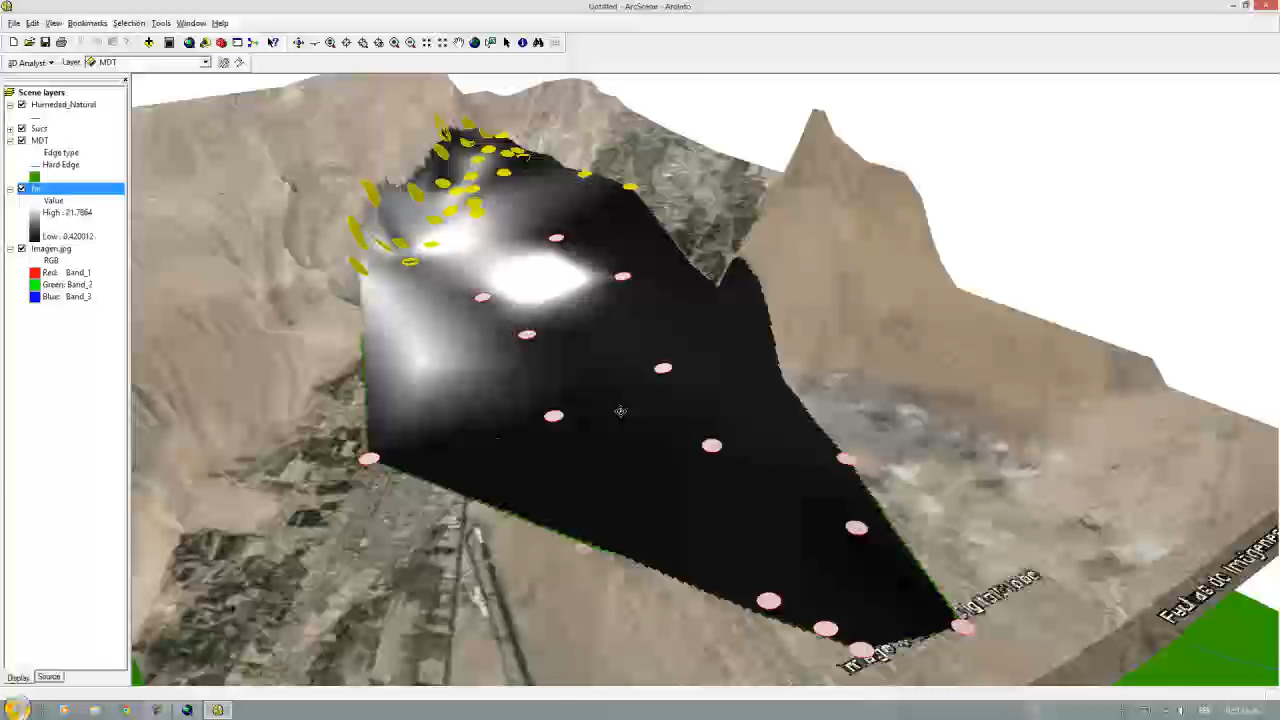 Untitled - ArcScene - ArcInfo
File Edit View Bookmarks Selection Tools Window Help
3D Analyst Layer: MDT
Scene layers
Humedad_Natural
Sucs
MDT
Edge type
Hard Edge
Value
High : 21.7864
Low : 0.420012
Imagen.jpg
RGB
Red: Band_1
Green: Band_2
Blue: Band_3
Display Source